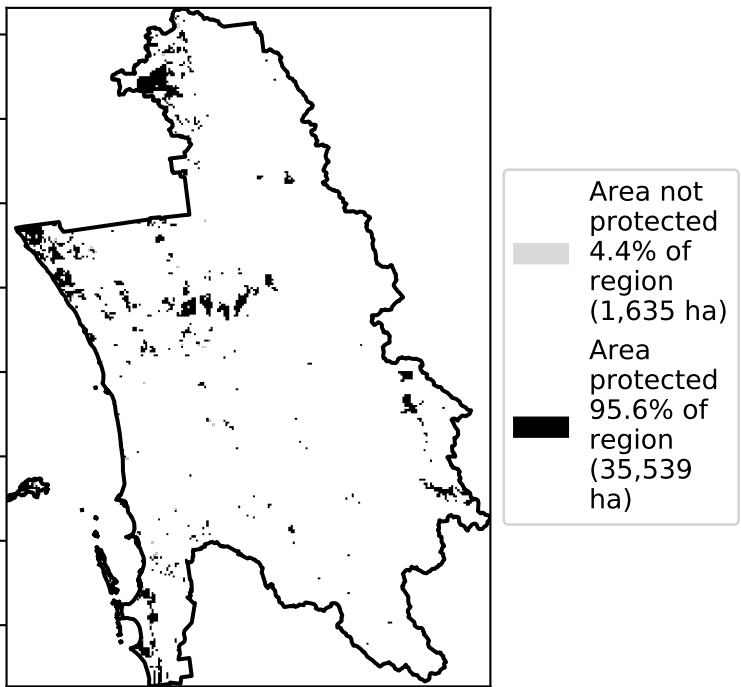 Area not
protected
4.4% of
region
(1,635 ha)
Area
protected
95.6% of
region
(35,539
ha)